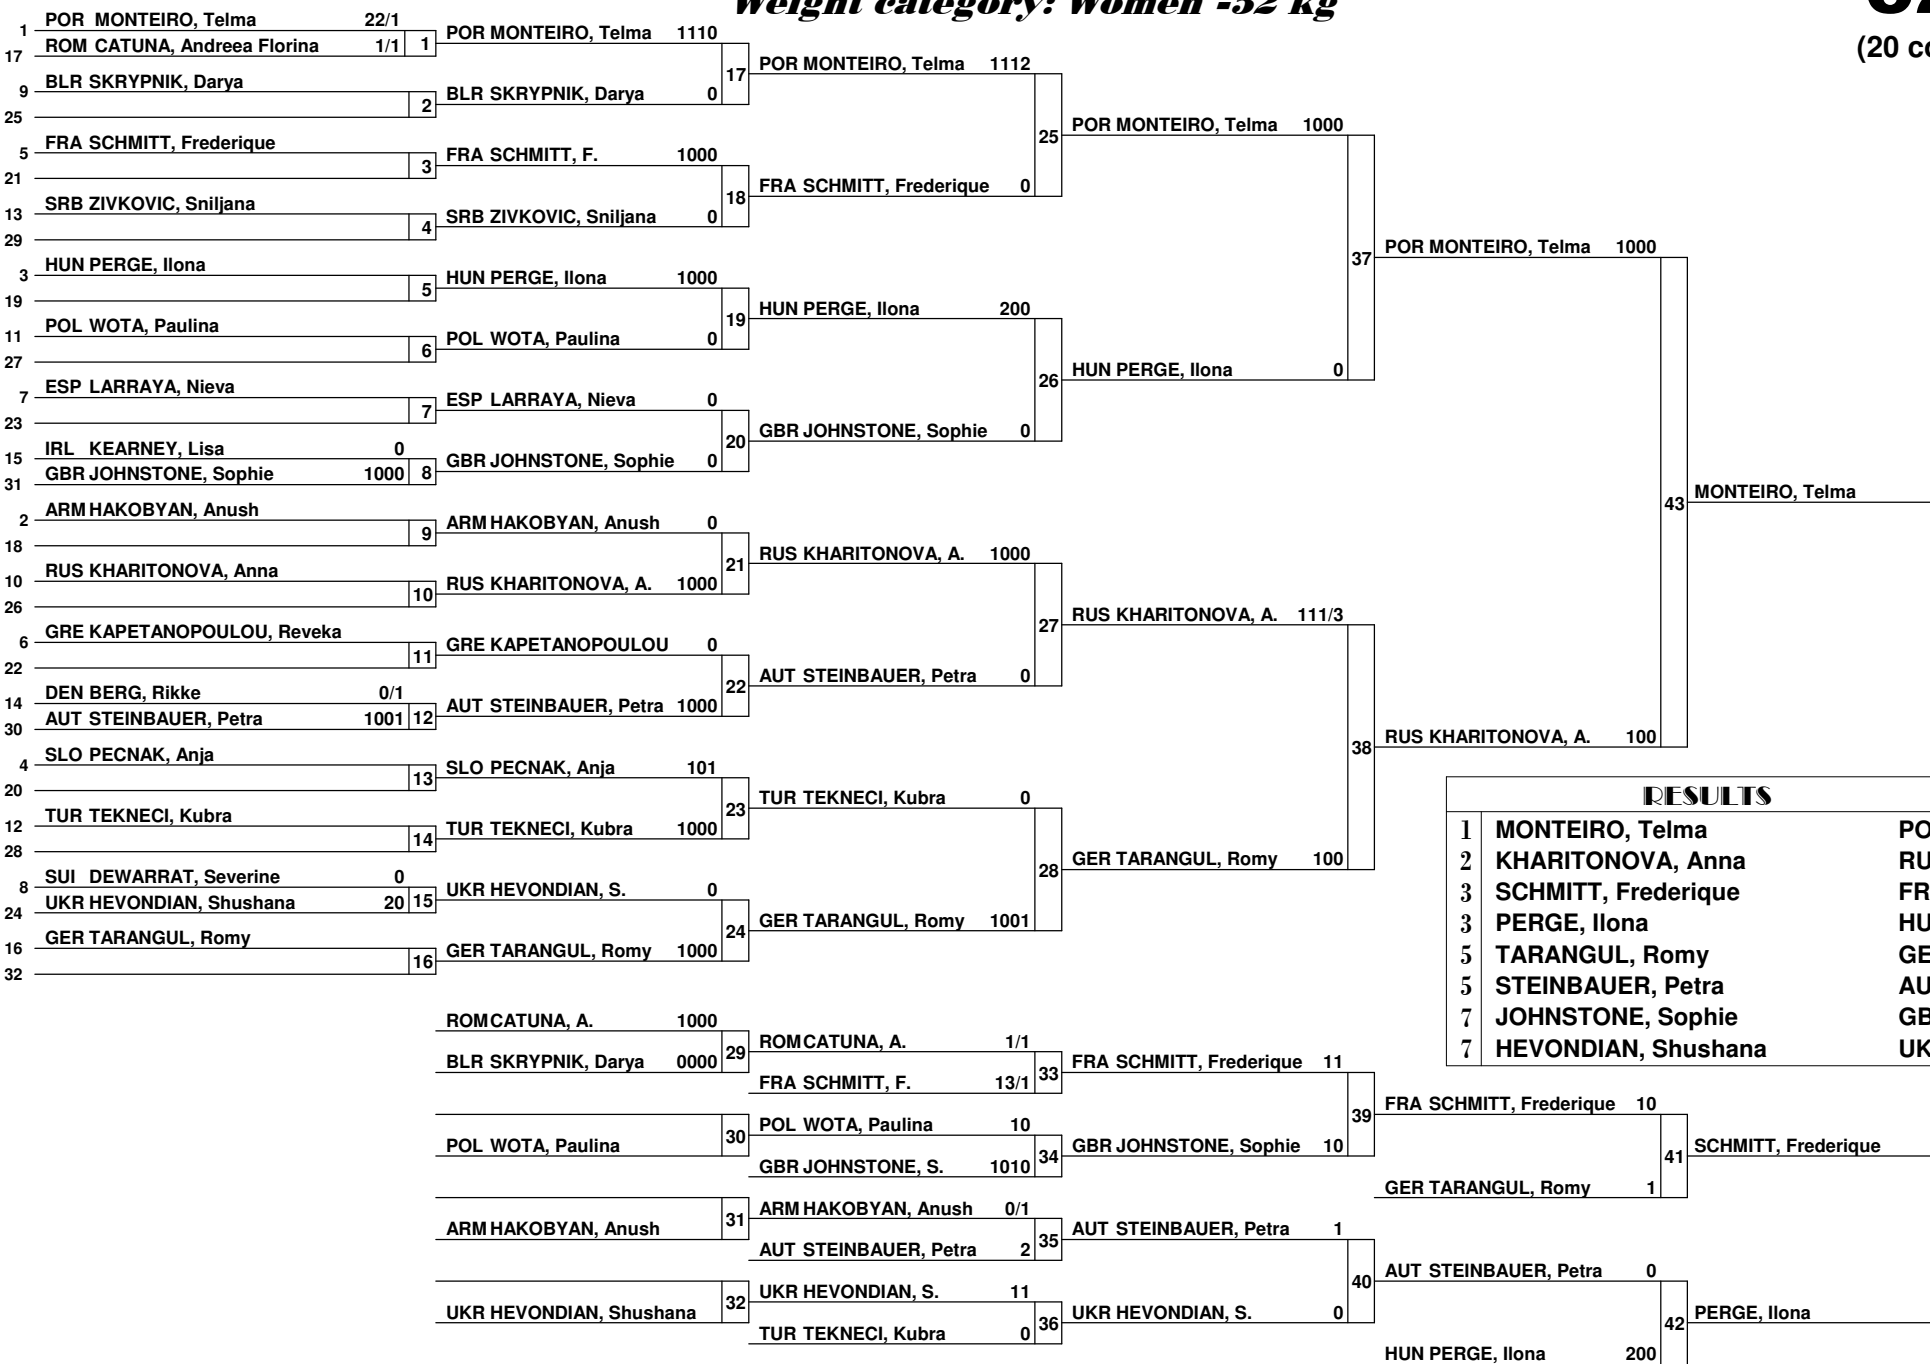 Weight category: Women -52 kg
(20
1 POR MONTEIRO, Telma 22/1
17 ROM CATUNA, Andreea Florina 1/1
1
9 BLR SKRYPNIK, Darya
25
2
5 FRA SCHMITT, Frederique
21
3
13 SRB ZIVKOVIC, Sniljana
29
4
3 HUN PERGE, Ilona
19
5
11 POL WOTA, Paulina
27
6
7 ESP LARRAYA, Nieva
23
7
15 IRL KEARNEY, Lisa 0
31 GBR JOHNSTONE, Sophie 1000
8
2 ARM HAKOBYAN, Anush
18
9
10 RUS KHARITONOVA, Anna
26
10
6 GRE KAPETANOPOULOU, Reveka
22
11
14 DEN BERG, Rikke 0/1
30 AUT STEINBAUER, Petra 1001
12
4 SLO PECNAK, Anja
20
13
12 TUR TEKNECI, Kubra
28
14
8 SUI DEWARRAT, Severine 0
24 UKR HEVONDIAN, Shushana 20
15
16 GER TARANGUL, Romy
32
16
POR MONTEIRO, Telma 1110
17
BLR SKRYPNIK, Darya 0
FRA SCHMITT, F. 1000
18
SRB ZIVKOVIC, Sniljana 0
HUN PERGE, Ilona 1000
19
POL WOTA, Paulina 0
ESP LARRAYA, Nieva 0
20
GBR JOHNSTONE, Sophie 0
ARM HAKOBYAN, Anush 0
21
RUS KHARITONOVA, A. 1000
GRE KAPETANOPOULOU 0
22
AUT STEINBAUER, Petra 1000
SLO PECNAK, Anja 101
23
TUR TEKNECI, Kubra 1000
UKR HEVONDIAN, S. 0
24
GER TARANGUL, Romy 1000
POR MONTEIRO, Telma 1112
25
FRA SCHMITT, Frederique 0
HUN PERGE, Ilona 200
26
GBR JOHNSTONE, Sophie 0
RUS KHARITONOVA, A. 1000
27
AUT STEINBAUER, Petra 0
TUR TEKNECI, Kubra 0
28
GER TARANGUL, Romy 1001
POR MONTEIRO, Telma 1000
37
HUN PERGE, Ilona 0
RUS KHARITONOVA, A. 111/3
38
GER TARANGUL, Romy 100
POR MONTEIRO, Telma 1000
43
RUS KHARITONOVA, A. 100
MONTEIRO, Telma
RESULTS
1 MONTEIRO, Telma PO
2 KHARITONOVA, Anna RU
3 SCHMITT, Frederique FR
3 PERGE, Ilona HU
5 TARANGUL, Romy GE
5 STEINBAUER, Petra AU
7 JOHNSTONE, Sophie GB
7 HEVONDIAN, Shushana UK
ROM CATUNA, A. 1000
29
BLR SKRYPNIK, Darya 0000
30
POL WOTA, Paulina
31
ARM HAKOBYAN, Anush
32
UKR HEVONDIAN, Shushana
ROM CATUNA, A. 1/1
33
FRA SCHMITT, F. 13/1
POL WOTA, Paulina 10
34
GBR JOHNSTONE, S. 1010
ARM HAKOBYAN, Anush 0/1
35
AUT STEINBAUER, Petra 2
UKR HEVONDIAN, S. 11
36
TUR TEKNECI, Kubra 0
FRA SCHMITT, Frederique 11
39
GBR JOHNSTONE, Sophie 10
AUT STEINBAUER, Petra 1
40
UKR HEVONDIAN, S. 0
FRA SCHMITT, Frederique 10
41
GER TARANGUL, Romy 1
AUT STEINBAUER, Petra 0
42
HUN PERGE, Ilona 200
SCHMITT, Frederique
PERGE, Ilona